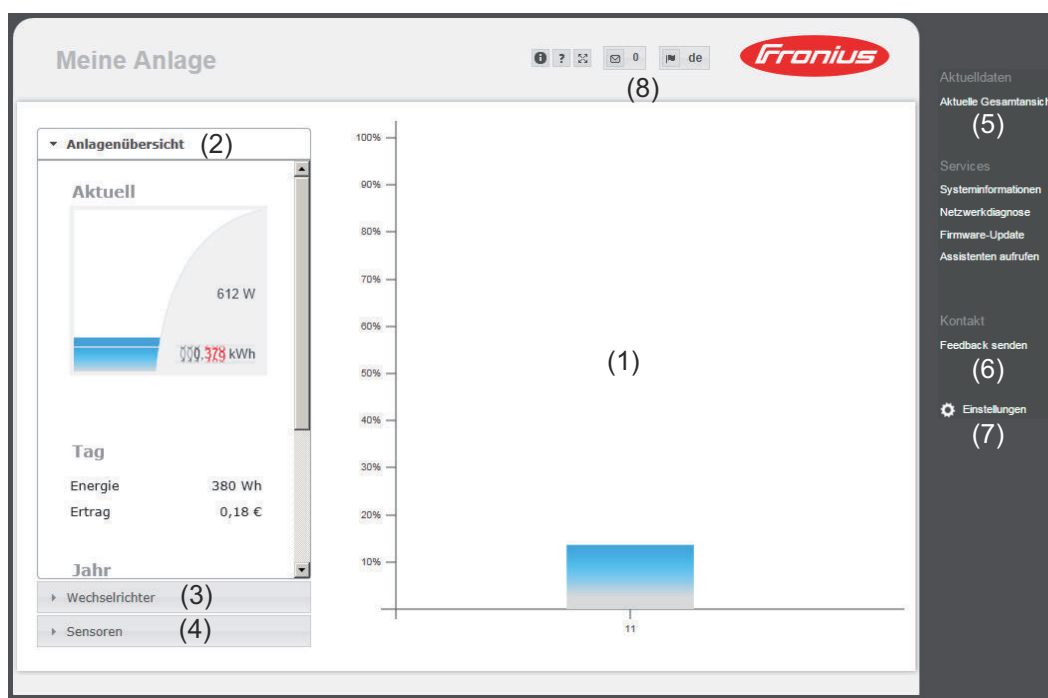 Meine Anlage
i ? 0 de
Fronius
(8)
Anlagenübersicht (2)
Aktuell
612 W
000.379 kWh
Tag
Energie 380 Wh
Ertrag 0,18 €
Jahr
Wechselrichter (3)
Sensoren (4)
100%
90%
80%
70%
60%
50%
40%
30%
20%
10%
(1)
11
Aktuelldaten
Aktuelle Gesamtansich
(5)
Services
Systeminformationen
Netzwerkdiagnose
Firmware-Update
Assistenten aufrufen
Kontakt
Feedback senden
(6)
Einstellungen
(7)